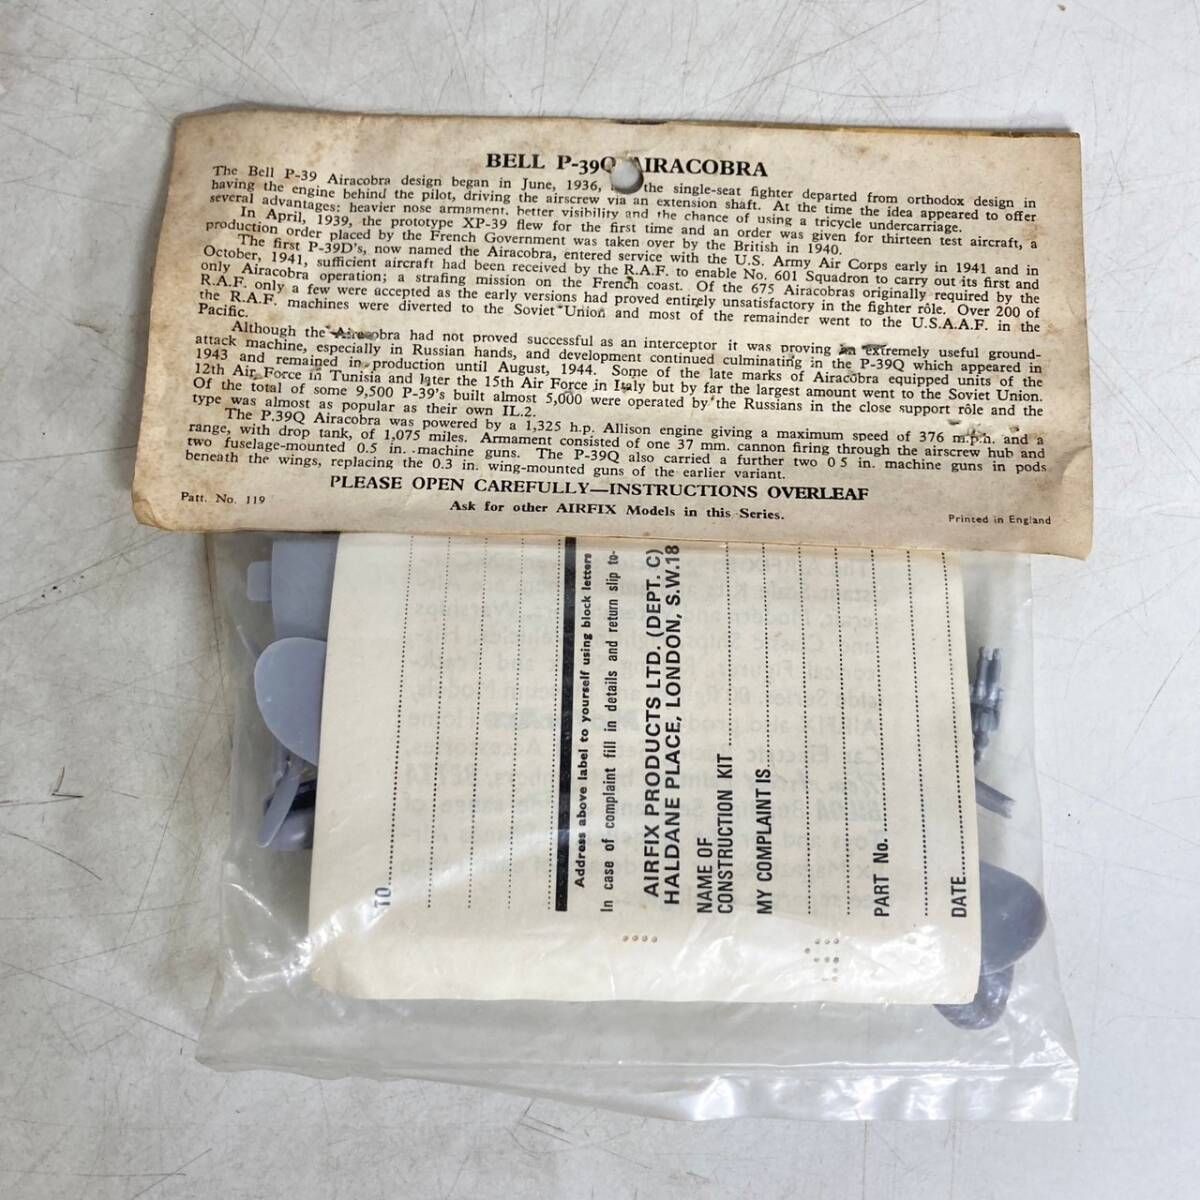 BELL P-39Q AIRACOBRA
The Bell P-39 Airacobra design began in June, 1936, the single-seat fighter departed from orthodox design in
having the engine behind the pilot, driving the airscrew via an extension shaft. At the time the idea appeared to offer
several advantages; heavier nose armament, better visibility and the chance of using a tricycle undercarriage.
In April, 1939, the prototype XP-39 flew for the first time and an order was given for thirteen test aircraft, a
production order placed by the French Government was taken over by the British in 1940.
The first P-39D's, now named the Airacobra, entered service with the U.S. Army Air Corps early in 1941 and in
October, 1941, sufficient aircraft had been received by the R.A.F. to enable No. 601 Squadron to carry out its first and
only Airacobra operation; a strafing mission on the French coast. Of the 675 Airacobras originally required by the
R.A.F. only a few were accepted as the early versions had proved entirely unsatisfactory in the fighter rôle. Over 200 of
the R.A.F. machines were diverted to the Soviet Union and most of the remainder went to the U.S.A.A.F. in the
Pacific.
Although the Airacobra had not proved successful as an interceptor it was proving an extremely useful ground-
attack machine, especially in Russian hands, and development continued culminating in the P-39Q which appeared in
1943 and remained in production until August, 1944. Some of the late marks of Airacobra equipped units of the
12th Air Force in Tunisia and later the 15th Air Force in Italy but by far the largest amount went to the Soviet Union.
Of the total of some 9,500 P-39's built almost 5,000 were operated by the Russians in the close support rôle and the
type was almost as popular as their own IL.2.
The P.39Q Airacobra was powered by a 1,325 h.p. Allison engine giving a maximum speed of 376 m.p.h. and a
range, with drop tank, of 1,075 miles. Armament consisted of one 37 mm. cannon firing through the airscrew hub and
two fuselage-mounted 0.5 in. machine guns. The P-39Q also carried a further two 0 5 in. machine guns in pods
beneath the wings, replacing the 0.3 in. wing-mounted guns of the earlier variant.
PLEASE OPEN CAREFULLY—INSTRUCTIONS OVERLEAF
Patt. No. 119
Ask for other AIRFIX Models in this Series.
Printed in England
TO
Address above label to yourself using block letters
In case of complaint fill in details and return slip to-
AIRFIX PRODUCTS LTD. (DEPT. C)
HALDANE PLACE, LONDON, S.W.18
NAME OF
CONSTRUCTION KIT
MY COMPLAINT IS
PART No.
DATE